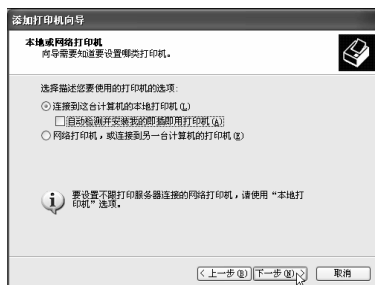 添加打印机向导
本地或网络打印机
向导需要知道要设置哪类打印机。
选择描述您要使用的打印机的选项:
连接到这台计算机的本地打印机(L)
自动检测并安装我的即插即用打印机(A)
网络打印机，或连接到另一台计算机的打印机(E)
要设置不跟打印服务器连接的网络打印机，请使用“本地打
印机”选项。
<上一步(B) 下一步(N)> 取消